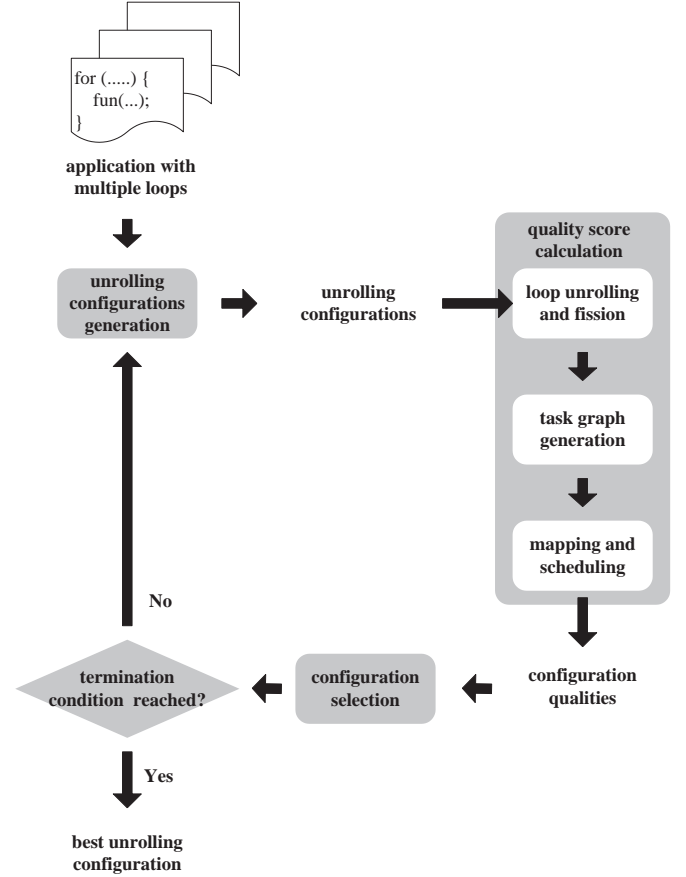 for (.....) {
fun(...);
}
application with
multiple loops
unrolling
configurations
generation
unrolling
configurations
quality score
calculation
loop unrolling
and fission
task graph
generation
mapping and
scheduling
configuration
qualities
configuration
selection
termination
condition reached?
No
Yes
best unrolling
configuration